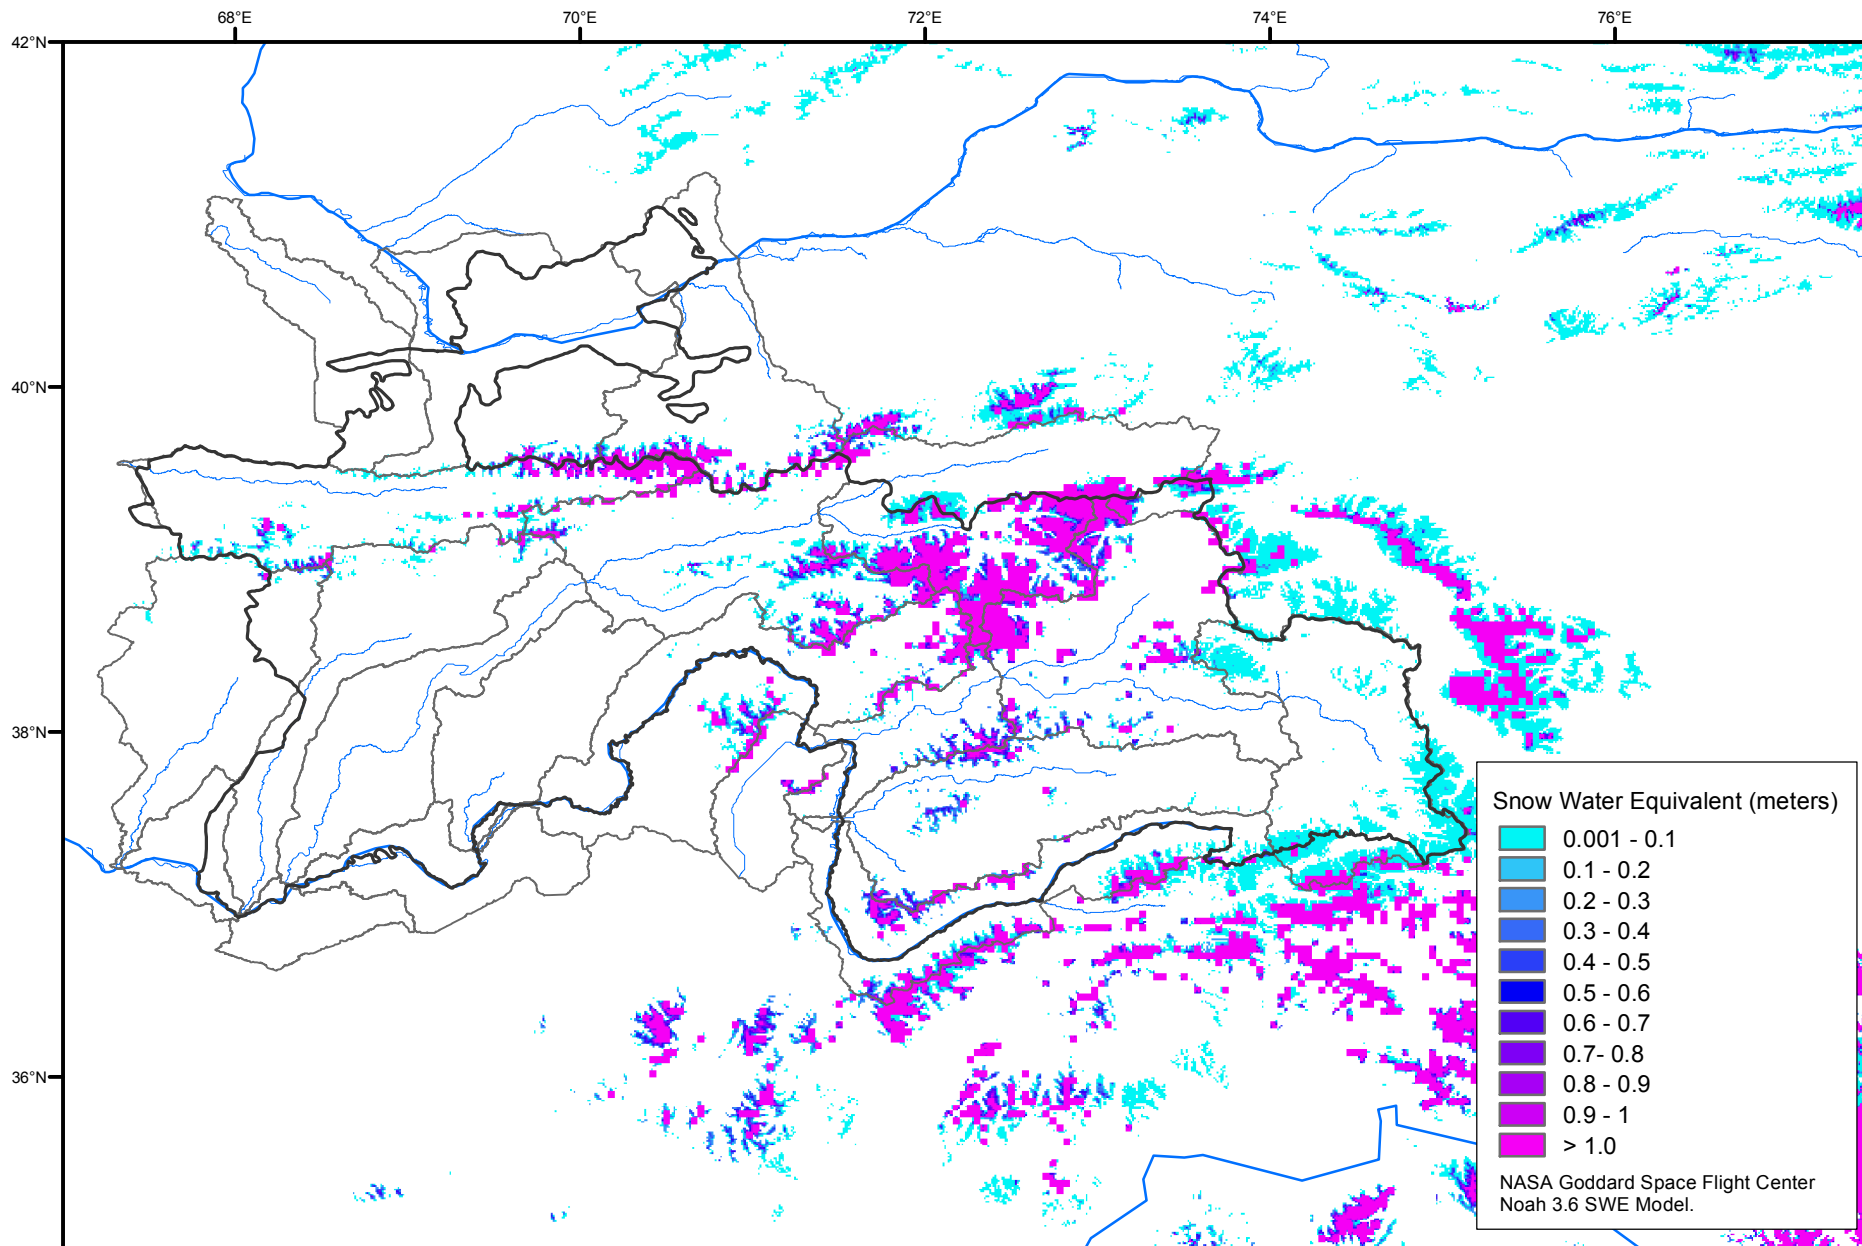 68°E 70°E 72°E 74°E 76°E
42°N
40°N
38°N
36°N
Snow Water Equivalent (meters)
0.001 - 0.1
0.1 - 0.2
0.2 - 0.3
0.3 - 0.4
0.4 - 0.5
0.5 - 0.6
0.6 - 0.7
0.7- 0.8
0.8 - 0.9
0.9 - 1
> 1.0
NASA Goddard Space Flight Center
Noah 3.6 SWE Model.